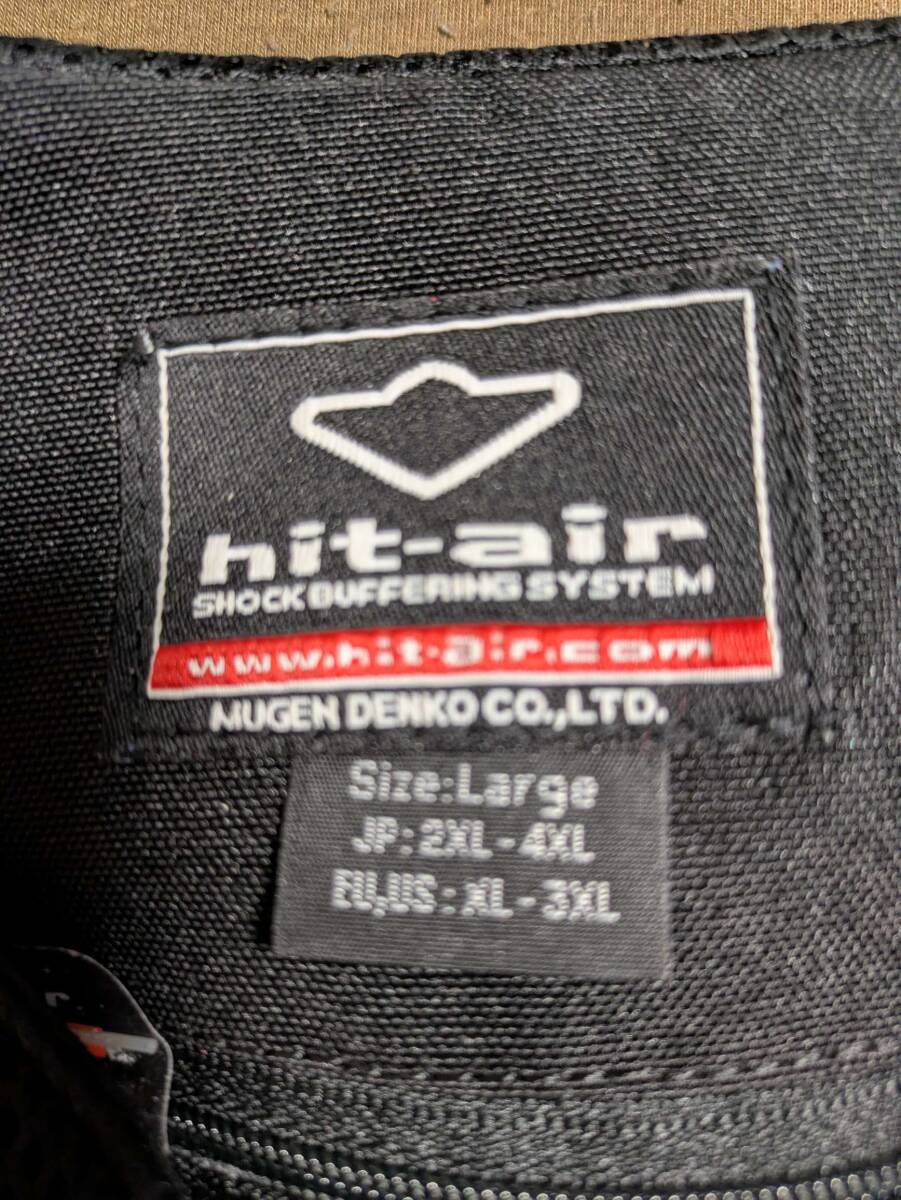 hit-air
SHOCK BUFFERING SYSTEM
www.hit-air.com
MUGEN DENKO CO.,LTD.
Size:Large
JP:2XL-4XL
EU,US:XL-3XL